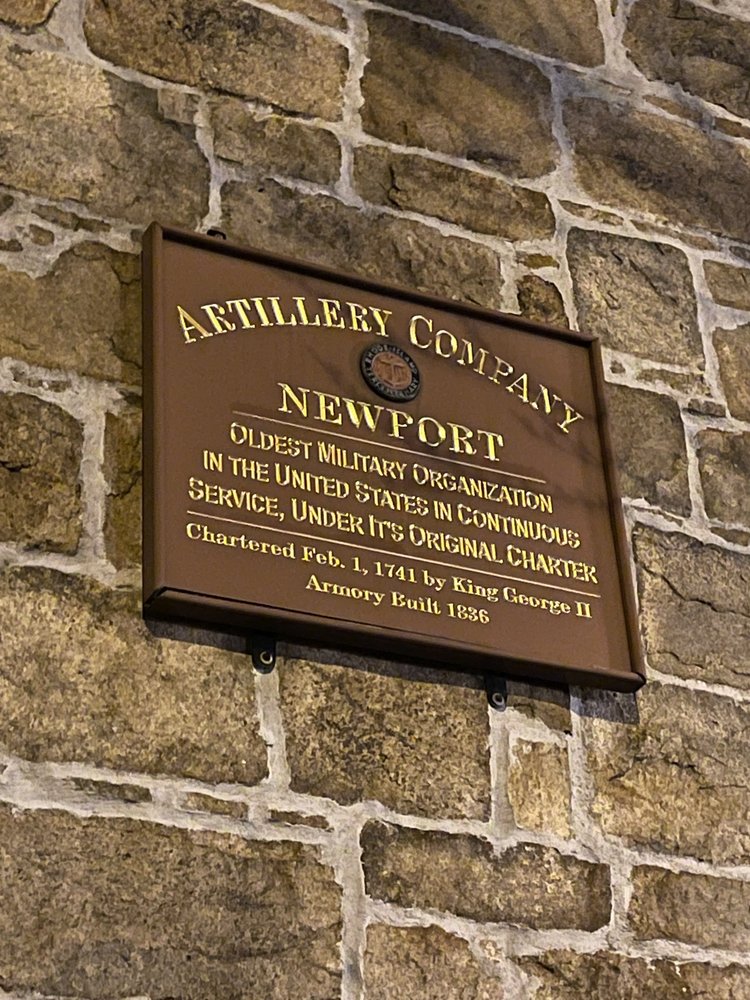 ARTILLERY COMPANY
NEWPORT
OLDEST MILITARY ORGANIZATION
IN THE UNITED STATES IN CONTINUOUS
SERVICE, UNDER IT'S ORIGINAL CHARTER
Chartered Feb. 1, 1741 by King George II
Armory Built 1836